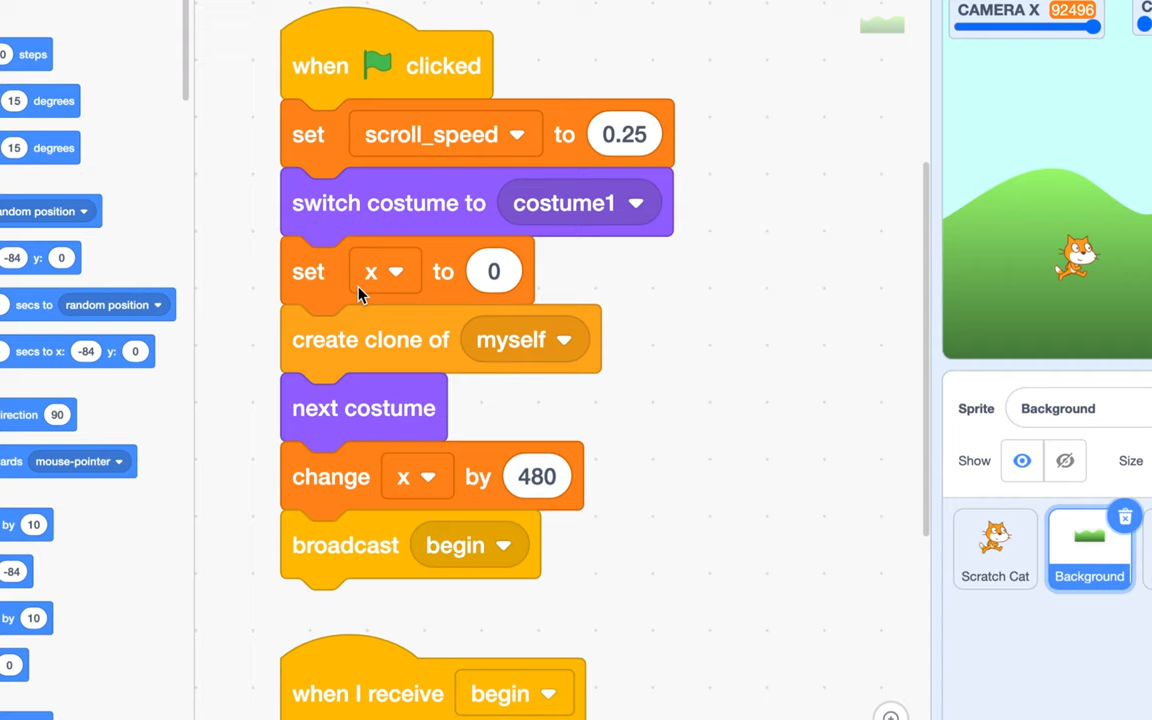 0 steps
15 degrees
15 degrees
andom position
-84 y: 0
secs to random position
secs to x: -84 y: 0
irection 90
ards mouse-pointer
by 10
-84
by 10
0
when clicked
set scroll_speed to 0.25
switch costume to costume1
set x to 0
create clone of myself
next costume
change x by 480
broadcast begin
when I receive begin
CAMERA X 92496
C
Sprite Background
Show Size
Scratch Cat
Background